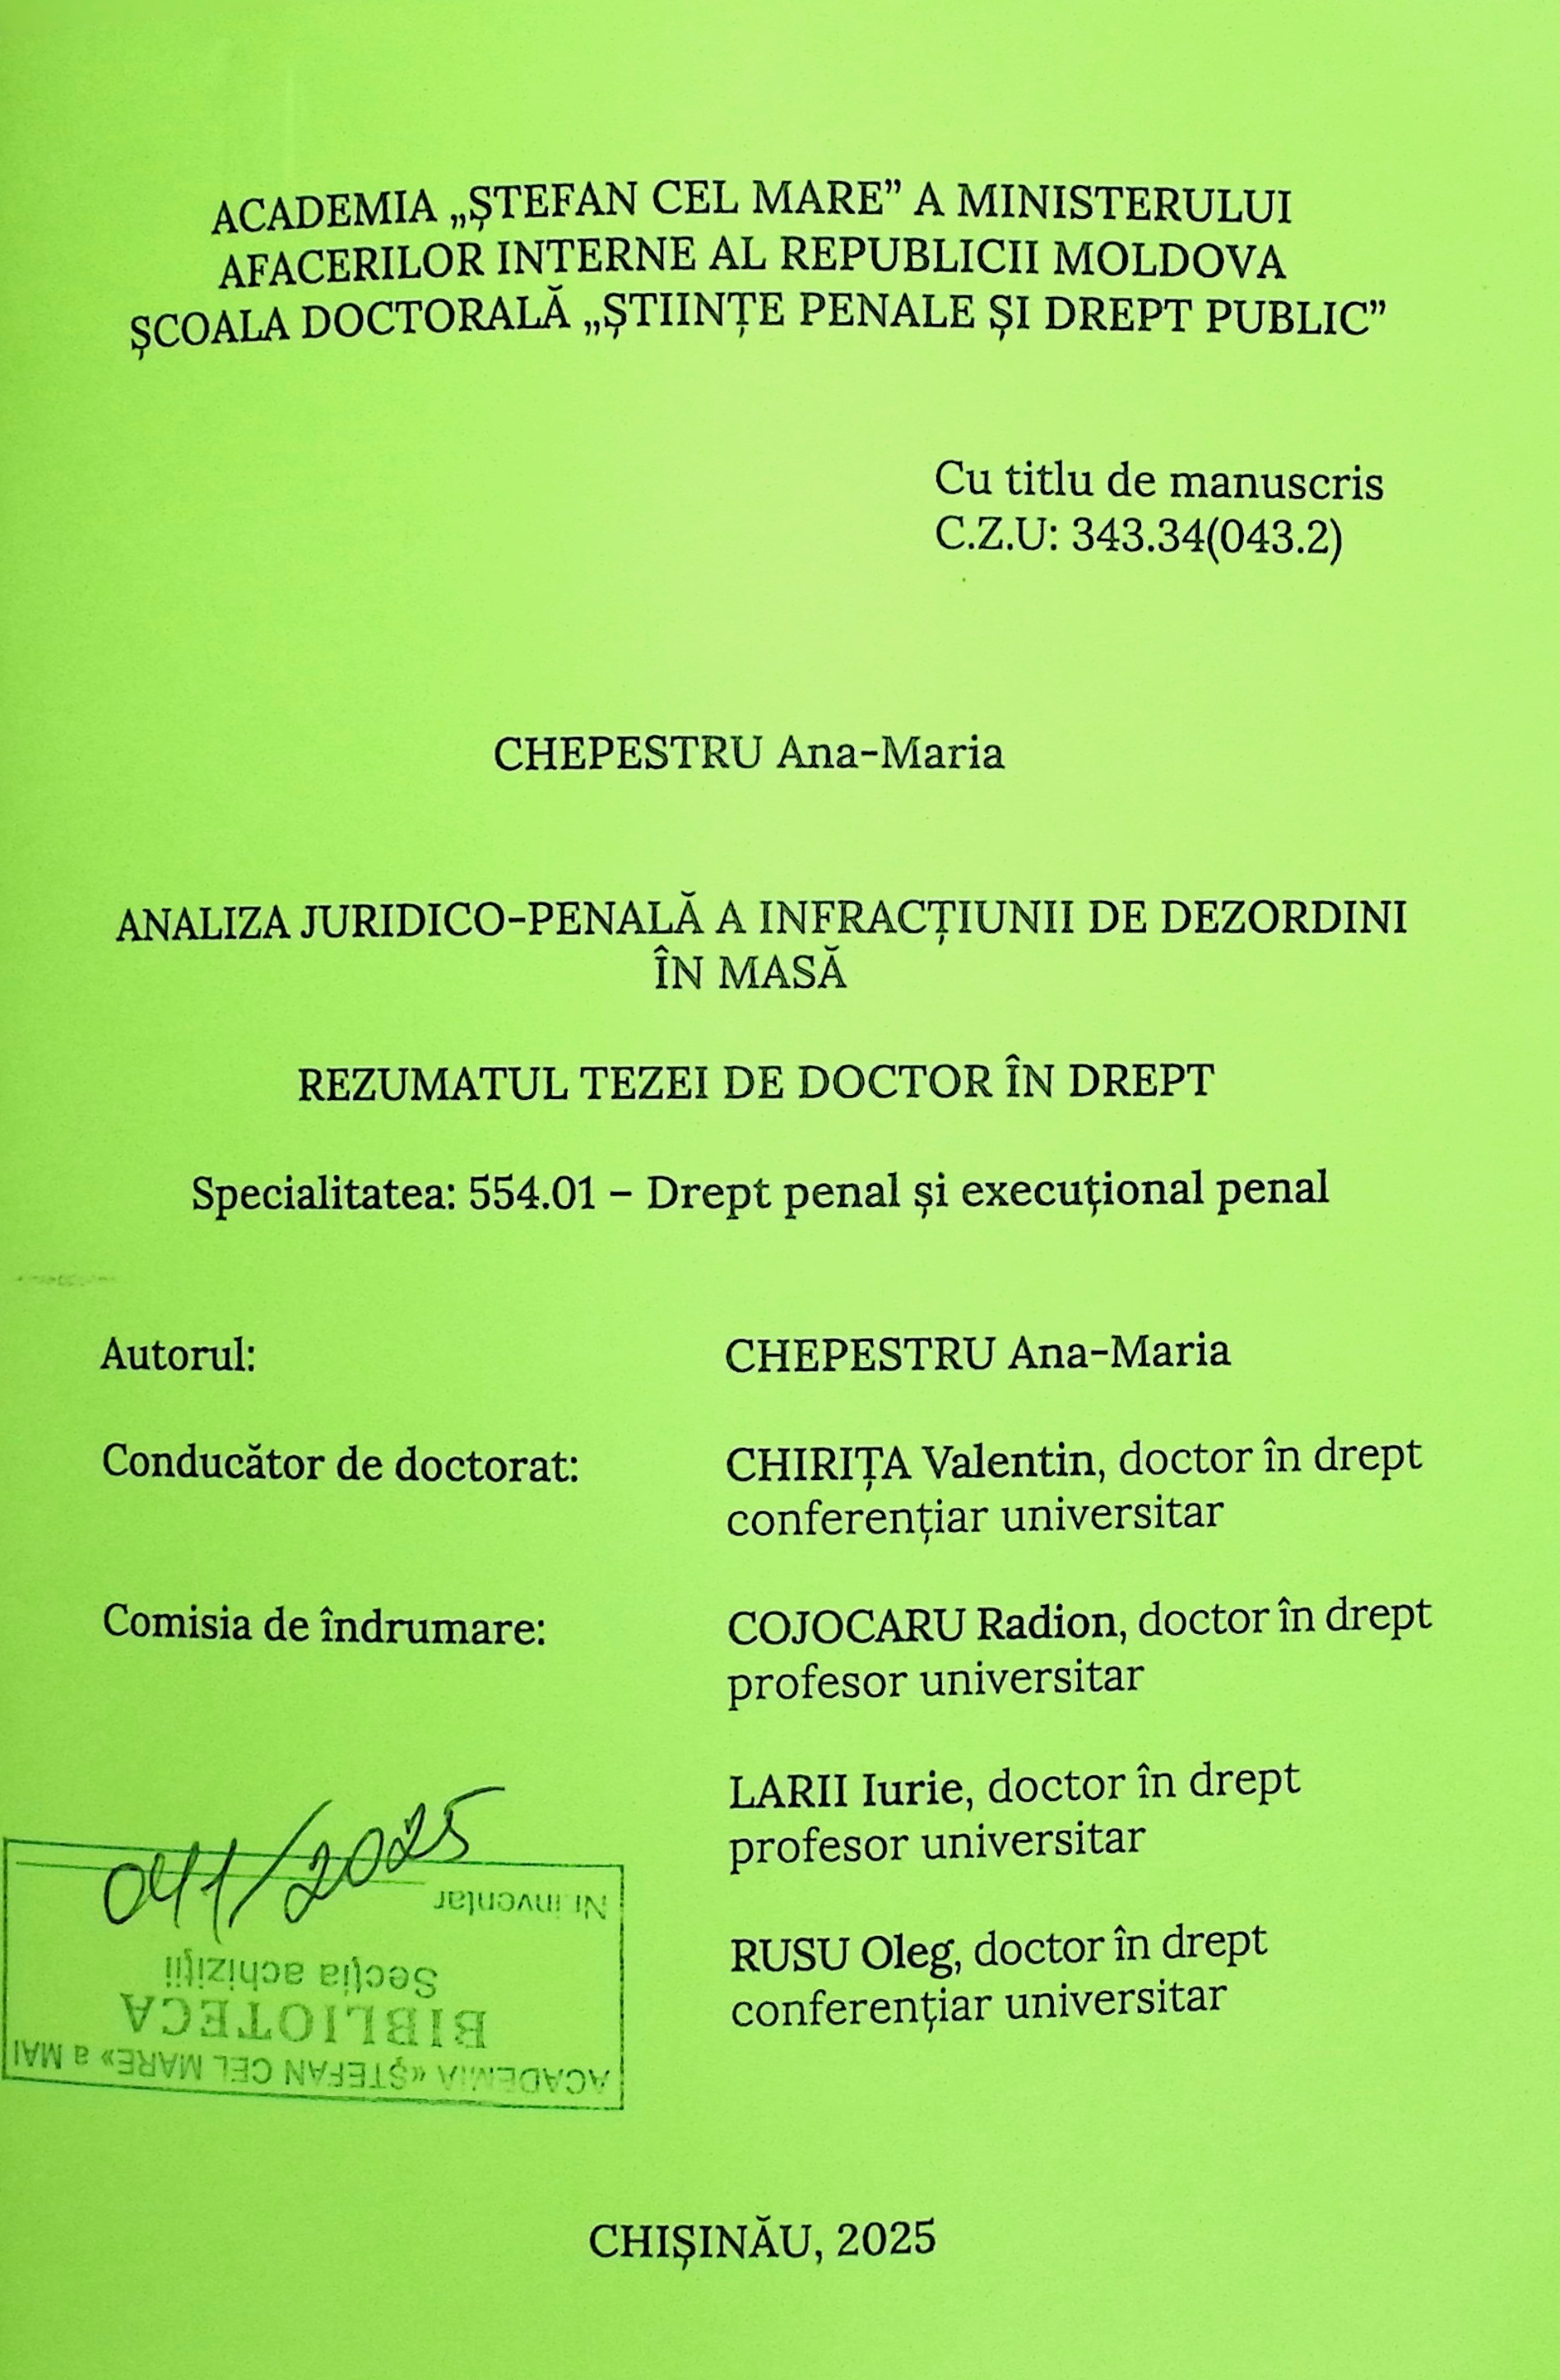 ACADEMIA „ȘTEFAN CEL MARE” A MINISTERULUI
AFACERILOR INTERNE AL REPUBLICII MOLDOVA
ȘCOALA DOCTORALĂ „ȘTIINȚE PENALE ȘI DREPT PUBLIC”
Cu titlu de manuscris
C.Z.U: 343.34(043.2)
CHEPESTRU Ana-Maria
ANALIZA JURIDICO-PENALĂ A INFRACȚIUNII DE DEZORDINI
ÎN MASĂ
REZUMATUL TEZEI DE DOCTOR ÎN DREPT
Specialitatea: 554.01 – Drept penal și execuțional penal
Autorul: CHEPESTRU Ana-Maria
Conducător de doctorat: CHIRIȚA Valentin, doctor în drept
conferențiar universitar
Comisia de îndrumare: COJOCARU Radion, doctor în drept
profesor universitar
LARII Iurie, doctor în drept
profesor universitar
RUSU Oleg, doctor în drept
conferențiar universitar
ACADEMIA «ȘTEFAN CEL MARE» a MAI
BIBLIOTECA
Secția achiziții
Nr inventar
041/2025
CHIȘINĂU, 2025